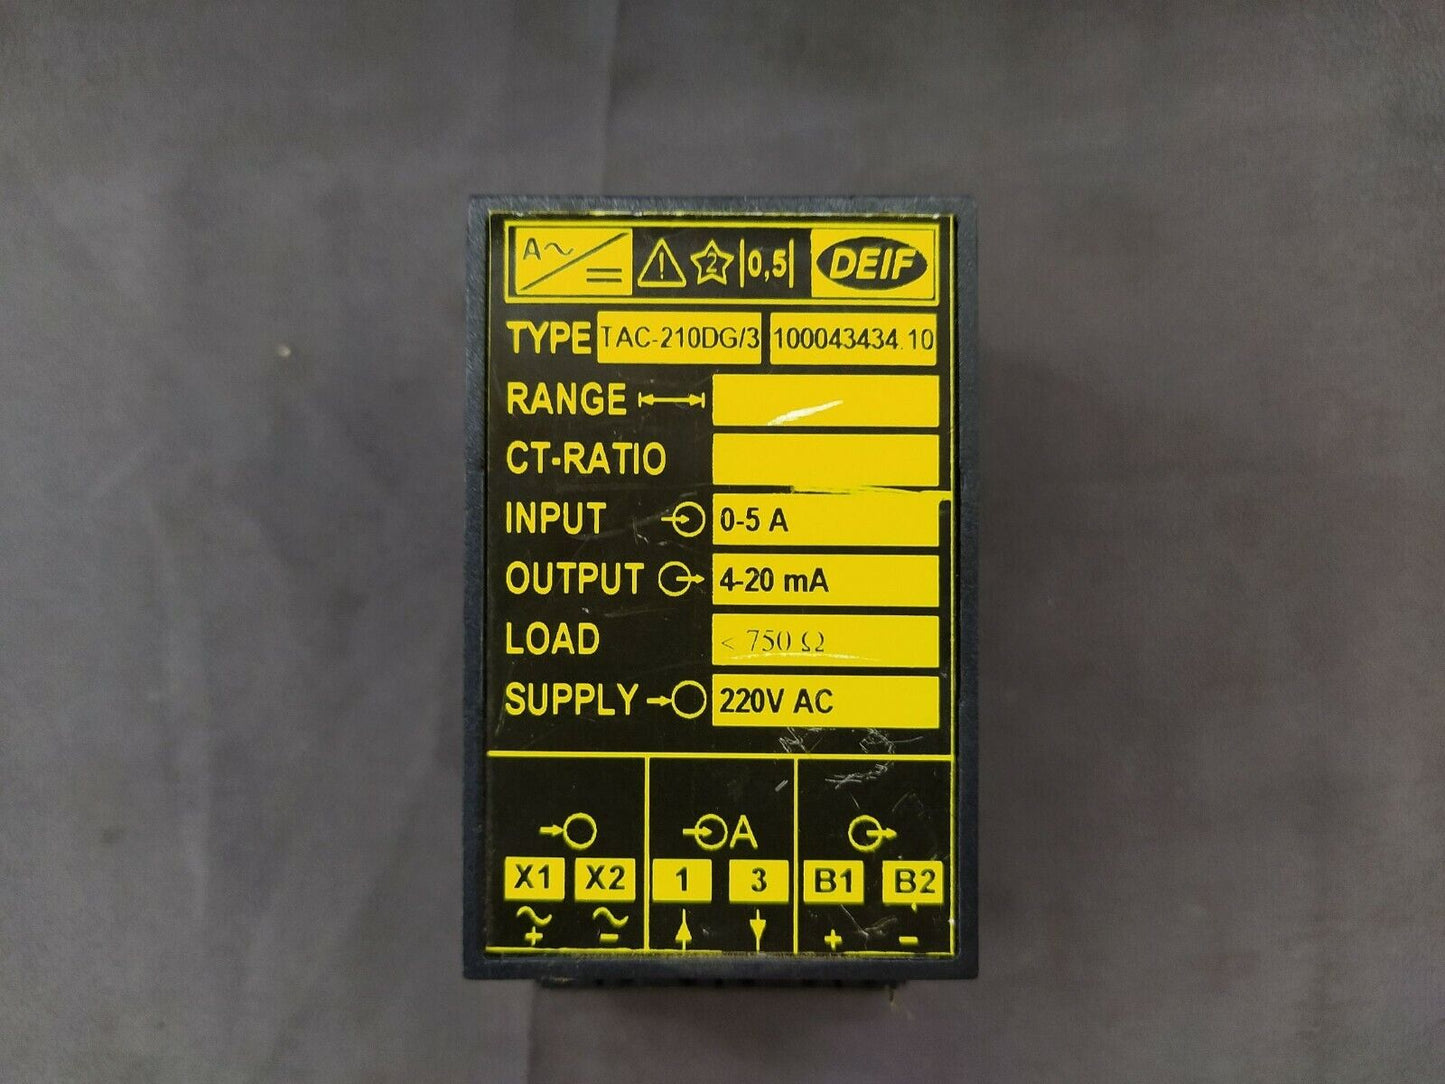 A~ = ! 2 0,5 DEIF
TYPE TAC-210DG/3 100043434.10
RANGE
CT-RATIO
INPUT 0-5 A
OUTPUT 4-20 mA
LOAD < 750 Ω
SUPPLY 220V AC
A
X1 X2 1 3 B1 B2
~ ~
+ - + -